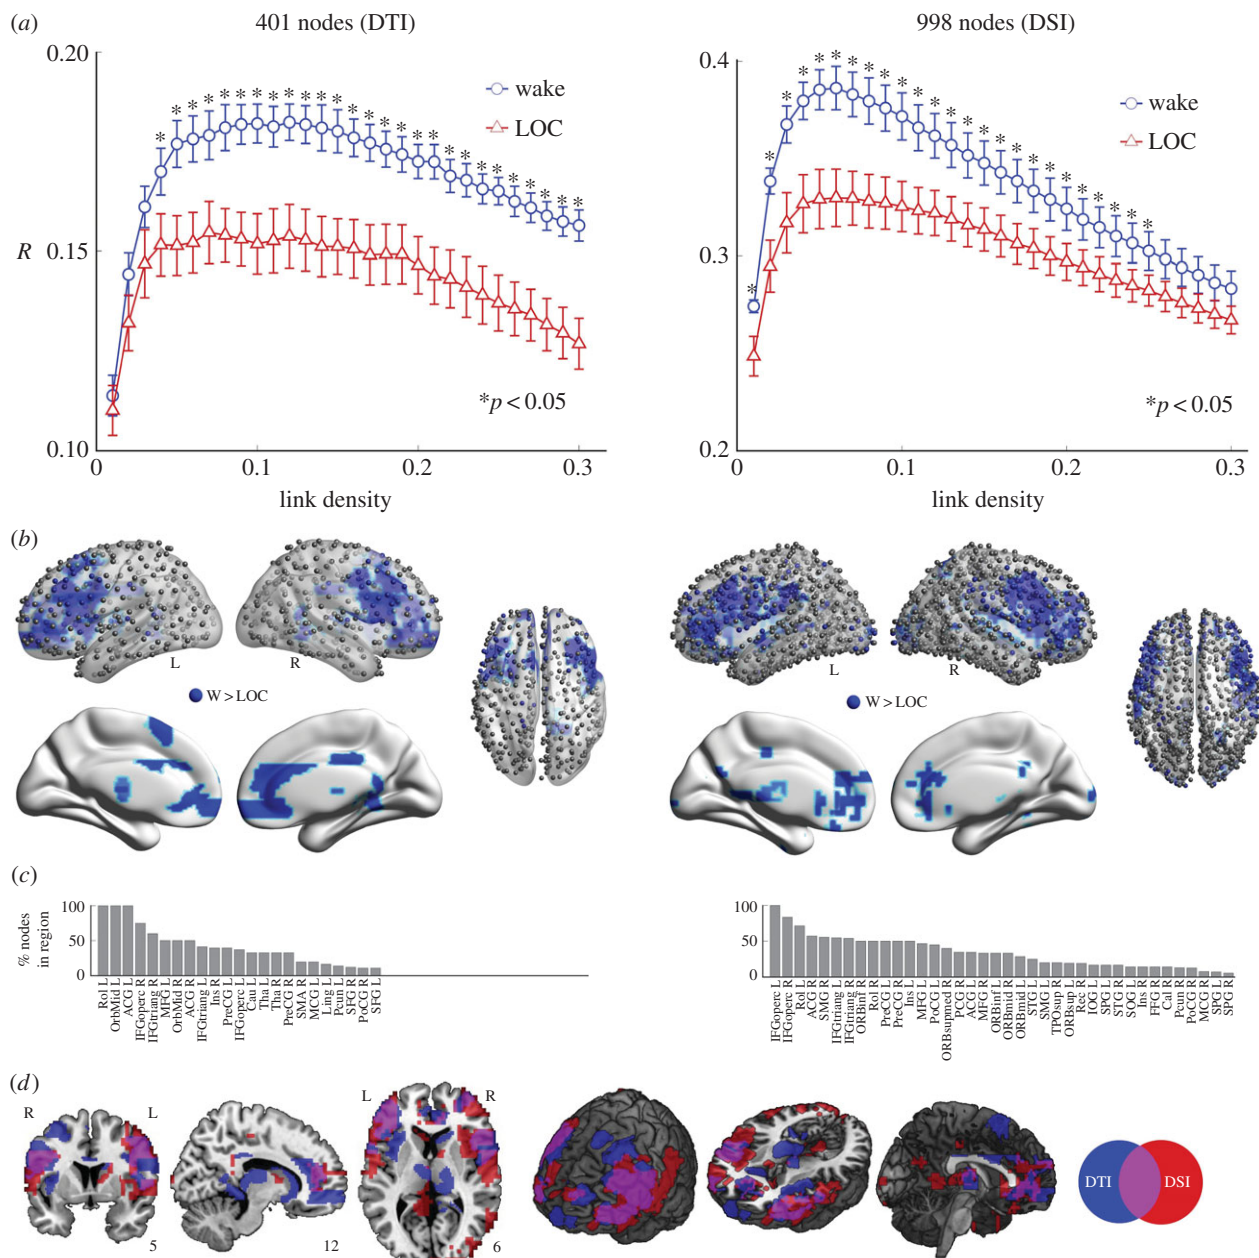 (a)
401 nodes (DTI)
998 nodes (DSI)
0.20
0.15
0.10
R
wake
LOC
*p < 0.05
0 0.1 0.2 0.3
link density
0.4
0.3
0.2
wake
LOC
*p < 0.05
0 0.1 0.2 0.3
link density
(b)
L R
W > LOC
L R
W > LOC
(c)
% nodes
in region
100
50
0
Rol L
OrbMid L
ACG L
IFGoperc R
IFGtriang R
MFG L
OrbMid R
ACG R
IFGtriang L
Ins R
PreCG L
IFGoperc L
Cau L
Tha L
Tha R
PreCG R
SMA R
MCG L
Ling L
Pcun L
SFG R
PoCG R
SFG L
100
50
0
IFGoperc L
IFGoperc R
Rol L
ACG R
SMG R
IFGtriang L
IFGtriang R
ORBinf R
Rol R
PreCG L
PreCG R
Ins L
MFG L
PoCG L
ORBsupmed R
PCG R
ACG L
MFG R
ORBinf L
ORBmid R
ORBmid L
STG L
SMG L
TPOsup R
ORBsup L
Rec R
IOG L
SPG L
STG R
SOG L
Ins R
FFG R
Cal R
Pcun R
PoCG R
MCG R
SPG L
SPG R
(d)
R L
5
12
L R
6
DTI
DSI